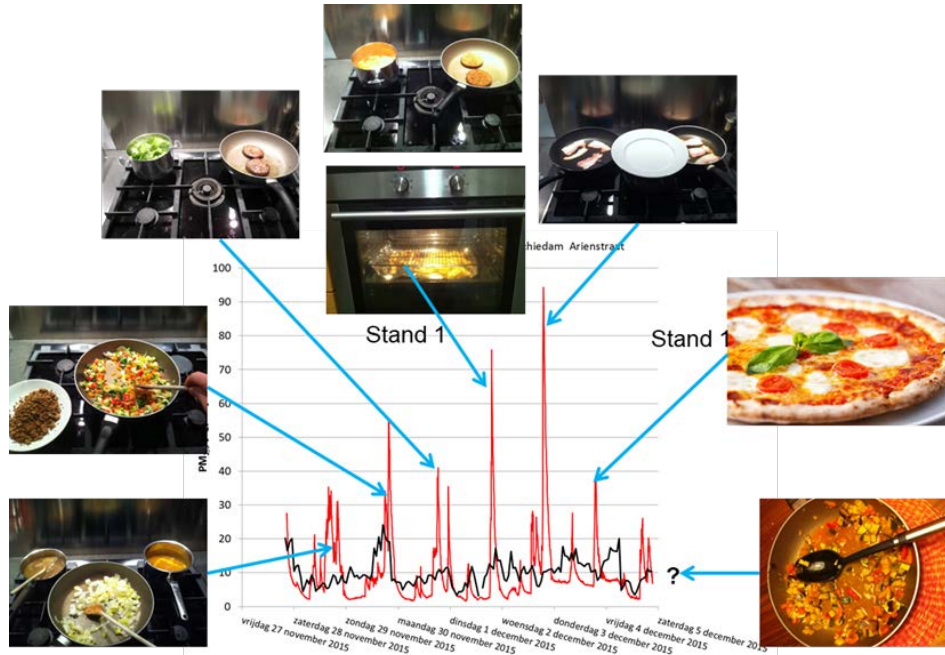 chiedam Arienstraat
Stand 1
Stand 1
100
90
80
70
60
50
40
30
20
10
0
?
vrijdag 27 november 2015
zaterdag 28 november 2015
zondag 29 november 2015
maandag 30 november 2015
dinsdag 1 december 2015
woensdag 2 december 2015
donderdag 3 december 2015
vrijdag 4 december 2015
zaterdag 5 december 2015